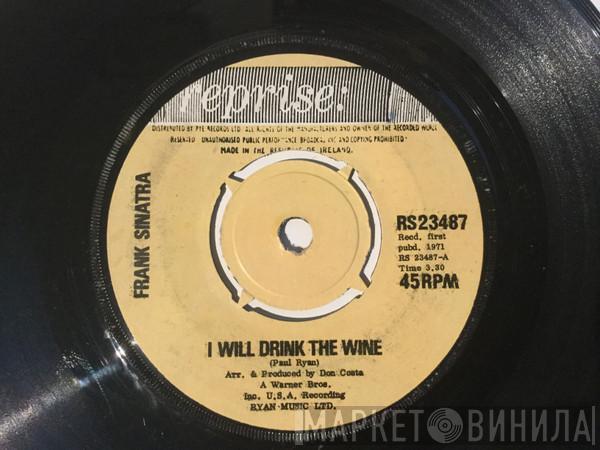 reprise:
DISTRIBUTED BY PYE RECORDS LTD. ALL RIGHTS OF THE MANUFACTURERS AND OWNER OF THE RECORDED WORK
RESERVED UNAUTHORISED PUBLIC PERFORMANCE BROADCASTING AND COPYING PROHIBITED
MADE IN THE REPUBLIC OF IRELAND.
FRANK SINATRA
RS23487
Recd. first
pubd. 1971
RS 23487-A
Time 3.30
45RPM
I WILL DRINK THE WINE
(Paul Ryan)
Arr. & Produced by Don Costa
A Warner Bros.
Inc. U.S.A. Recording
RYAN MUSIC LTD.
МАРКЕТ ВИНИЛА